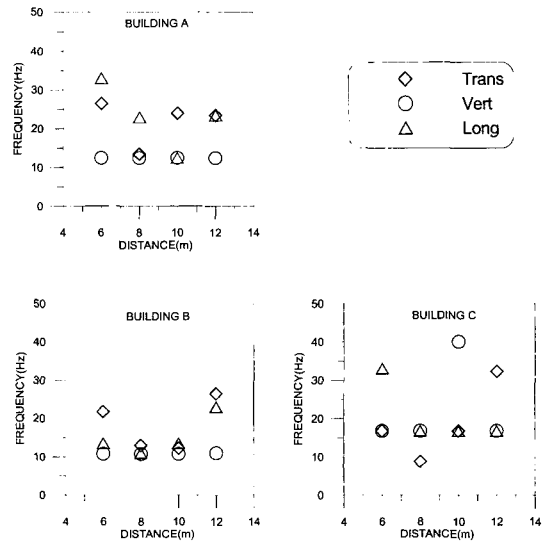 BUILDING A
FREQUENCY(Hz)
50
40
30
20
10
0
4 6 8 10 12 14
DISTANCE(m)
Trans
Vert
Long
BUILDING B
FREQUENCY(Hz)
50
40
30
20
10
0
4 6 8 10 12 14
DISTANCE(m)
BUILDING C
FREQUENCY(Hz)
50
40
30
20
10
0
4 6 8 10 12 14
DISTANCE(m)